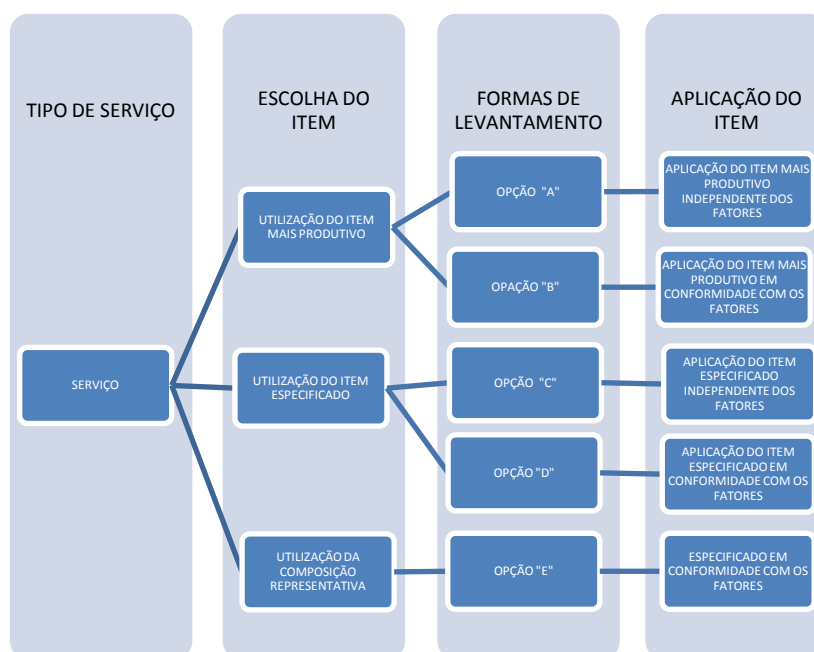 TIPO DE SERVIÇO
ESCOLHA DO
ITEM
FORMAS DE
LEVANTAMENTO
APLICAÇÃO DO
ITEM
SERVIÇO
UTILIZAÇÃO DO ITEM
MAIS PRODUTIVO
UTILIZAÇÃO DO ITEM
ESPECIFICADO
UTILIZAÇÃO DA
COMPOSIÇÃO
REPRESENTATIVA
OPÇÃO "A"
OPAÇÃO "B"
OPÇÃO "C"
OPÇÃO "D"
OPÇÃO "E"
APLICAÇÃO DO ITEM MAIS
PRODUTIVO
INDEPENDENTE DOS
FATORES
APLICAÇÃO DO ITEM MAIS
PRODUTIVO EM
CONFORMIDADE COM OS
FATORES
APLICAÇÃO DO ITEM
ESPECIFICADO
INDEPENDENTE DOS
FATORES
APLICAÇÃO DO ITEM
ESPECIFICADO EM
CONFORMIDADE COM OS
FATORES
ESPECIFICADO EM
CONFORMIDADE COM OS
FATORES